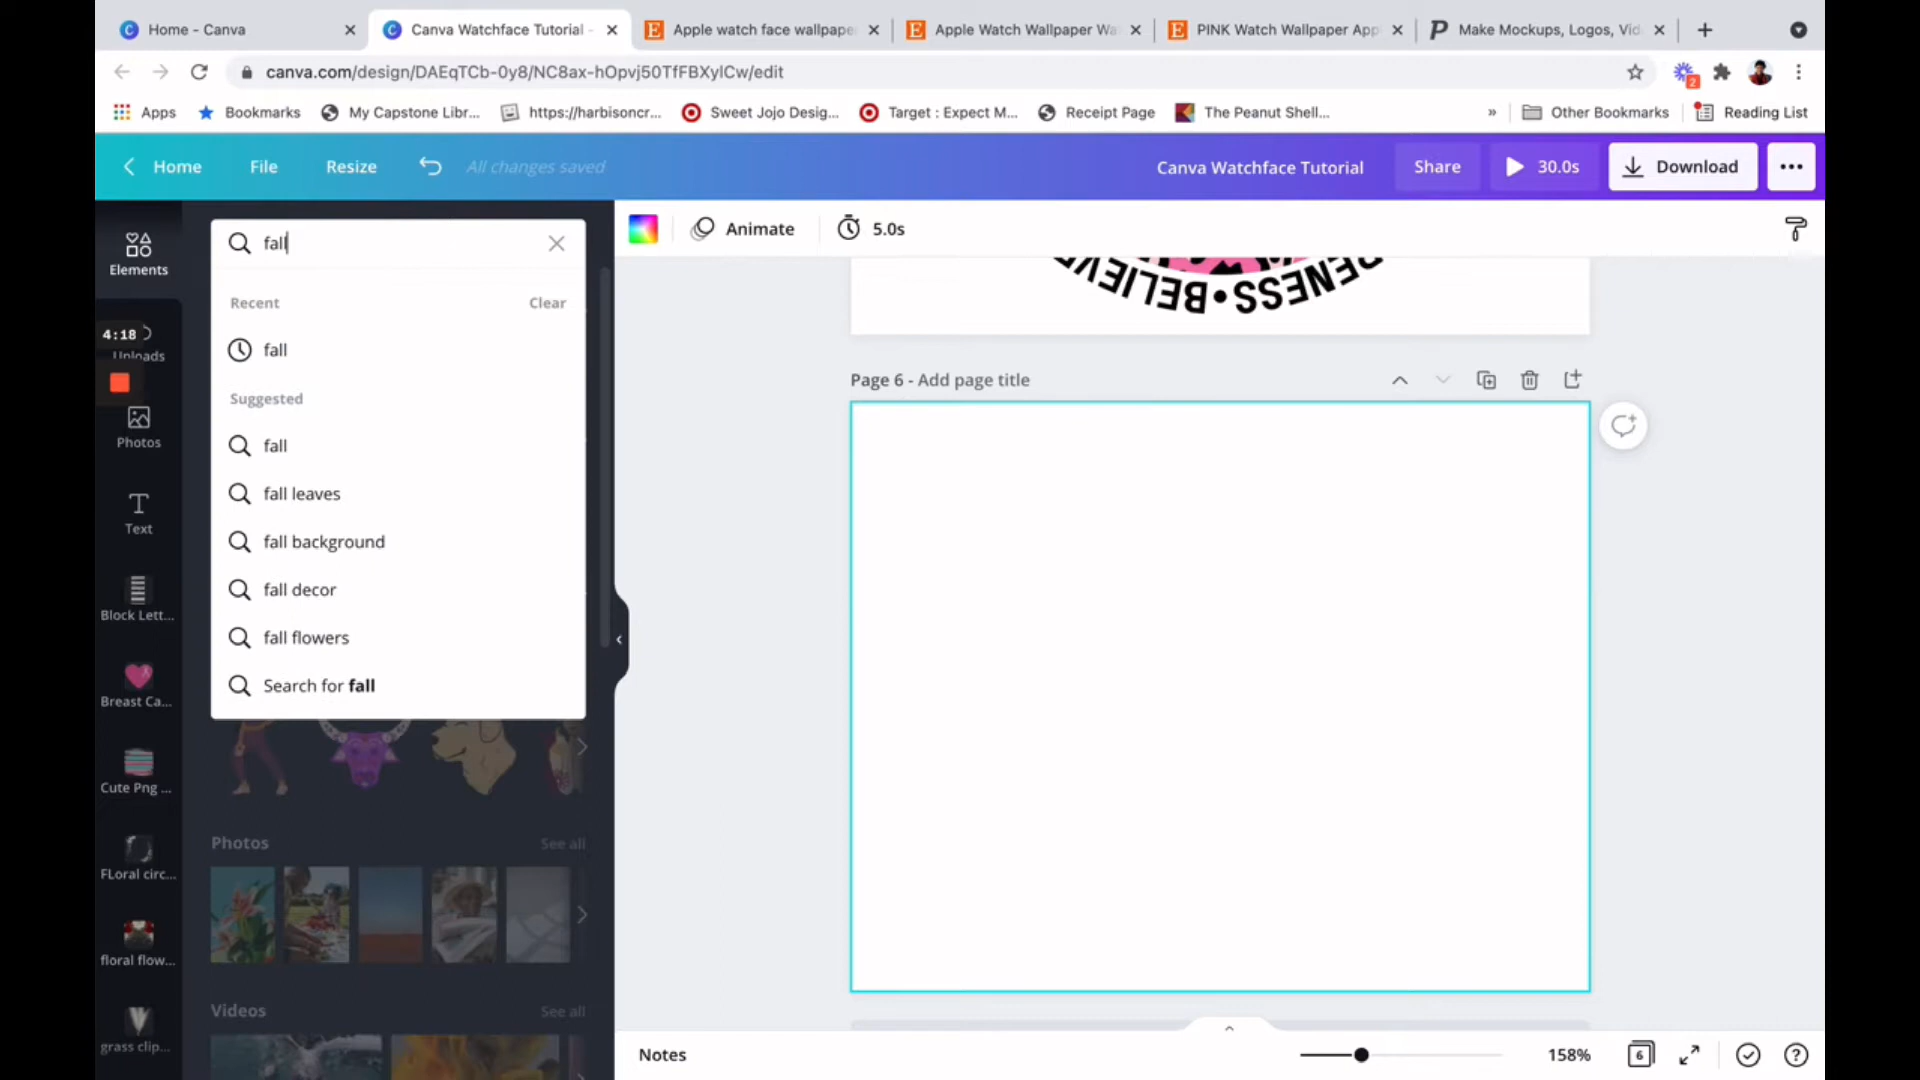 Home - Canva
Canva Watchface Tutorial -
Apple watch face wallpape
Apple Watch Wallpaper Wa
PINK Watch Wallpaper App
Make Mockups, Logos, Vid
canva.com/design/DAEqTCb-0y8/NC8ax-hOpvj50TfFBXylCw/edit
2
Apps
Bookmarks
My Capstone Libr...
https://harbisoncr...
Sweet Jojo Desig...
Target : Expect M...
Receipt Page
The Peanut Shell...
»
Other Bookmarks
Reading List
Home
File
Resize
All changes saved
Canva Watchface Tutorial
Share
30.0s
Download
Elements
4:18
Uploads
Photos
Text
Block Lett...
Breast Ca...
Cute Png ...
FLoral circ...
floral flow...
grass clip...
fall
Recent
Clear
fall
Suggested
fall
fall leaves
fall background
fall decor
fall flowers
Search for fall
Photos
See all
Videos
See all
Animate
5.0s
RENESS•BELIEVE
Page 6 - Add page title
Notes
158%
6